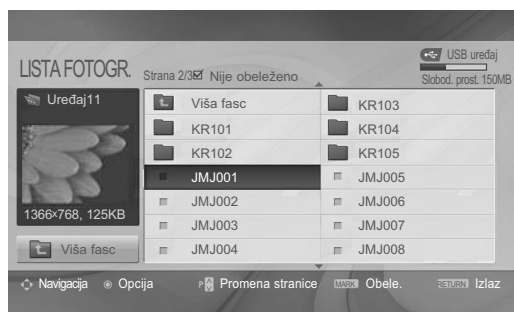 USB uređaj
LISTA FOTOGR.
Strana 2/3 Nije obeleženo
Slobod. prost. 150MB
Uređaj11
1366×768, 125KB
Viša fasc
Viša fasc
KR101
KR102
JMJ001
JMJ002
JMJ003
JMJ004
KR103
KR104
KR105
JMJ005
JMJ006
JMJ007
JMJ008
Navigacija Opcija P Promena stranice MARK Obele. RETURN Izlaz